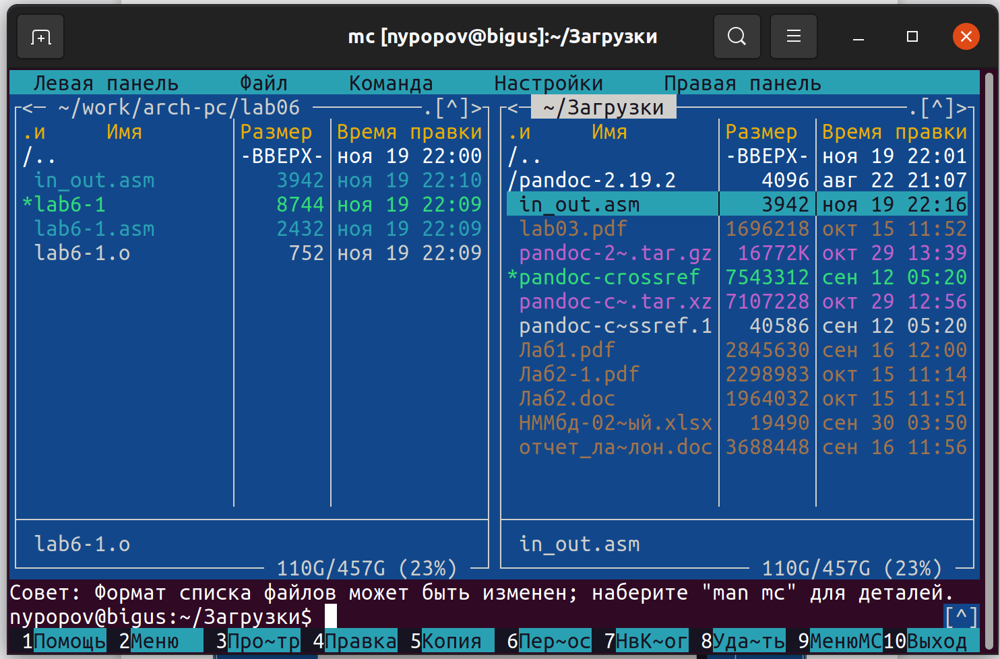 mc [nypopov@bigus]:~/Загрузки
Левая панель Файл Команда Настройки Правая панель
<— ~/work/arch-pc/lab06 .[^]> <— ~/Загрузки .[^]>
.и Имя Размер Время правки .и Имя Размер Время правки
/.. -ВВЕРХ- ноя 19 22:00 /.. -ВВЕРХ- ноя 19 22:01
in_out.asm 3942 ноя 19 22:10 /pandoc-2.19.2 4096 авг 22 21:07
*lab6-1 8744 ноя 19 22:09 in_out.asm 3942 ноя 19 22:16
lab6-1.asm 2432 ноя 19 22:09 lab03.pdf 1696218 окт 15 11:52
lab6-1.o 752 ноя 19 22:09 pandoc-2~.tar.gz 16772K окт 29 13:39
*pandoc-crossref 7543312 сен 12 05:20
pandoc-c~.tar.xz 7107228 окт 29 12:56
pandoc-c~ssref.1 40586 сен 12 05:20
Лаб1.pdf 2845630 сен 16 12:00
Лаб2-1.pdf 2298983 окт 15 11:14
Лаб2.doc 1964032 окт 15 11:51
НММбд-02~ый.xlsx 19490 сен 30 03:50
отчет_ла~лон.doc 3688448 сен 16 11:56
lab6-1.o in_out.asm
110G/457G (23%) 110G/457G (23%)
Совет: Формат списка файлов может быть изменен; наберите "man mc" для деталей.
nypopov@bigus:~/Загрузки$ [^]
1Помощь 2Меню 3Про~тр 4Правка 5Копия 6Пер~ос 7НвК~ог 8Уда~ть 9МенюMC 10Выход